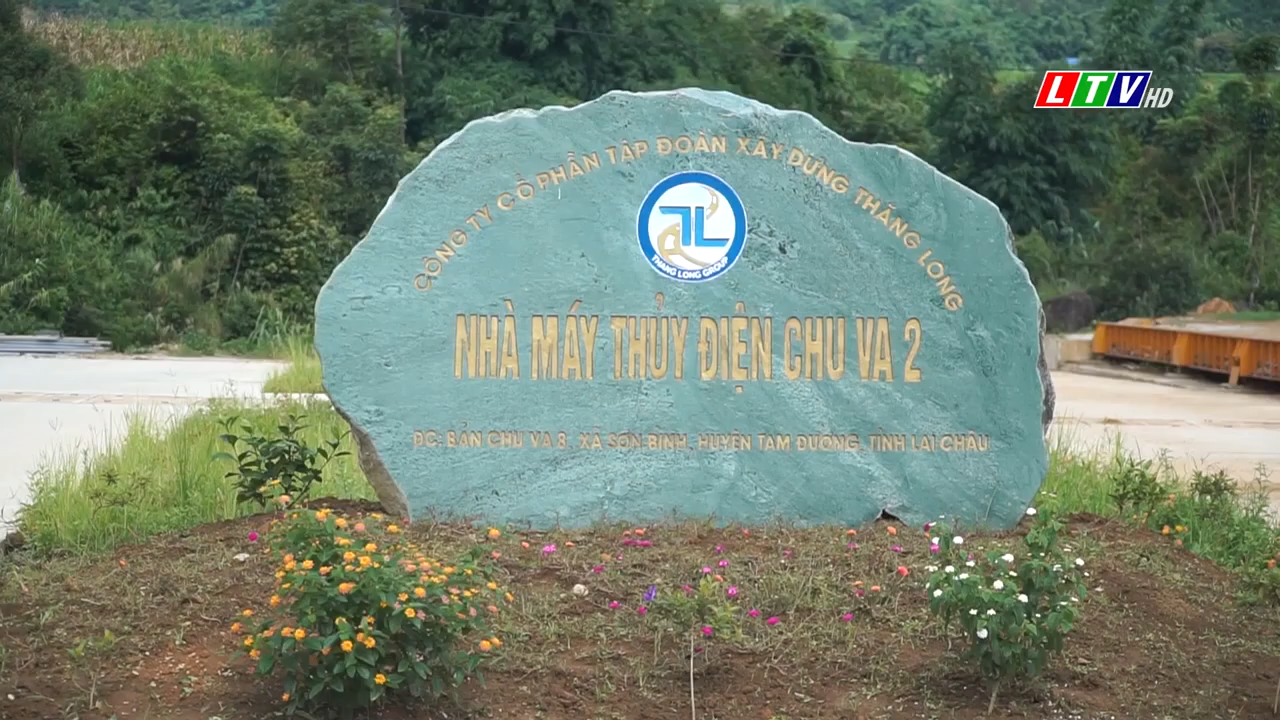 LTV HD
CÔNG TY CỔ PHẦN TẬP ĐOÀN XÂY DỰNG THĂNG LONG
TL
THANG LONG GROUP
NHÀ MÁY THỦY ĐIỆN CHU VA 2
ĐC: BẢN CHU VA 8, XÃ SƠN BÌNH, HUYỆN TAM ĐƯỜNG, TỈNH LAI CHÂU